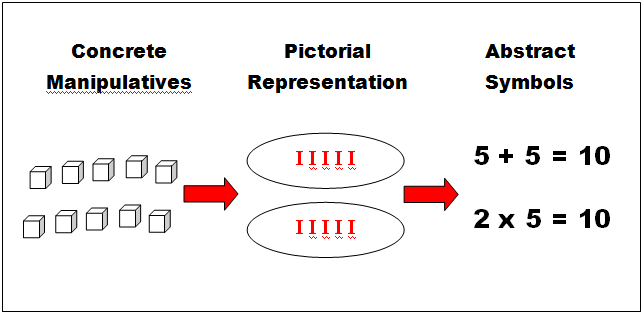 Concrete
Manipulatives
Pictorial
Representation
Abstract
Symbols
I I I I I
I I I I I
5 + 5 = 10
2 x 5 = 10